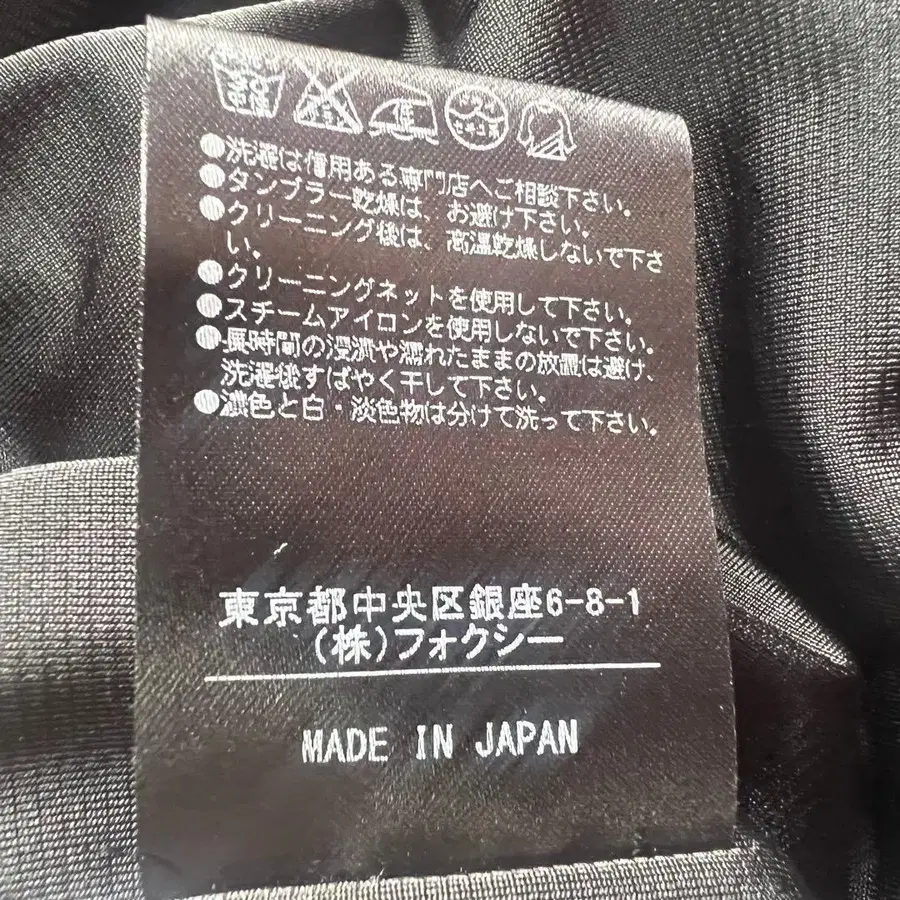 ●洗濯は信用ある専門店へご相談下さい。
●タンブラー乾燥は、お避け下さい。
●クリーニング後は、高温乾燥しないで下さ
い。
●クリーニングネットを使用して下さい。
●スチームアイロンを使用しないで下さい。
●長時間の浸漬や濡れたままの放置は避け、
洗濯後すばやく干して下さい。
●濃色と白・淡色物は分けて洗って下さい。
東京都中央区銀座6-8-1
(株)フォクシー
MADE IN JAPAN